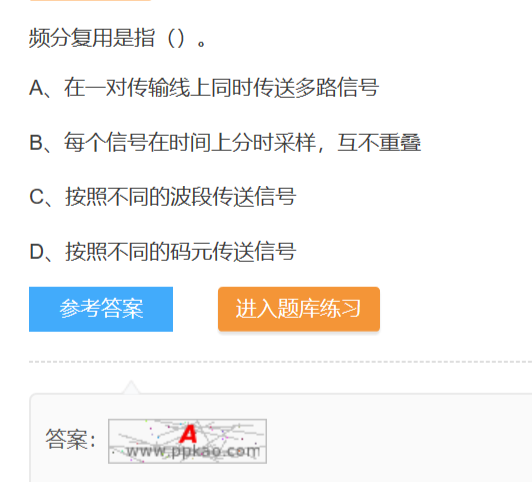 频分复用是指（）。
A、在一对传输线上同时传送多路信号
B、每个信号在时间上分时采样，互不重叠
C、按照不同的波段传送信号
D、按照不同的码元传送信号
参考答案 进入题库练习
答案： A
www.ppkao.com